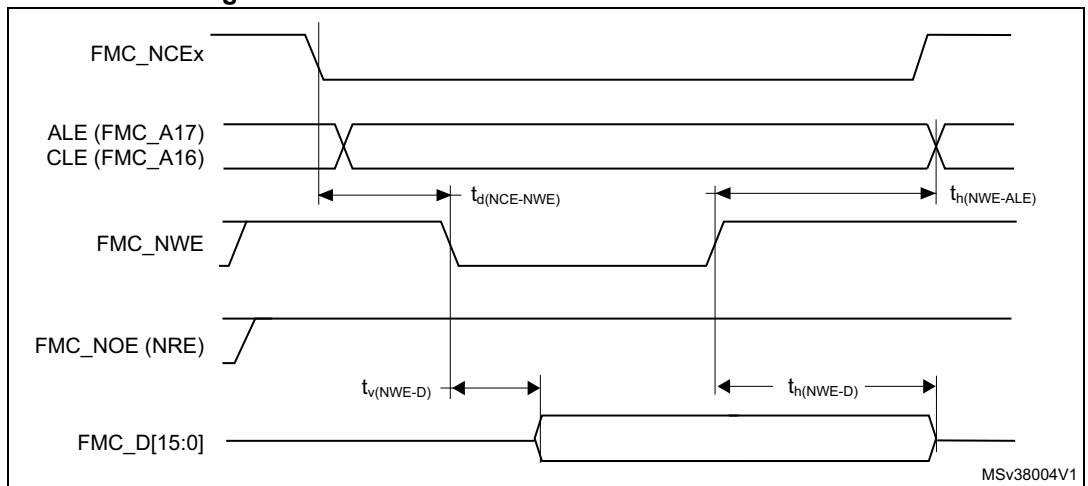 FMC_NCEx
ALE (FMC_A17)
CLE (FMC_A16)
td(NCE-NWE)
th(NWE-ALE)
FMC_NWE
FMC_NOE (NRE)
tv(NWE-D)
th(NWE-D)
FMC_D[15:0]
MSv38004V1